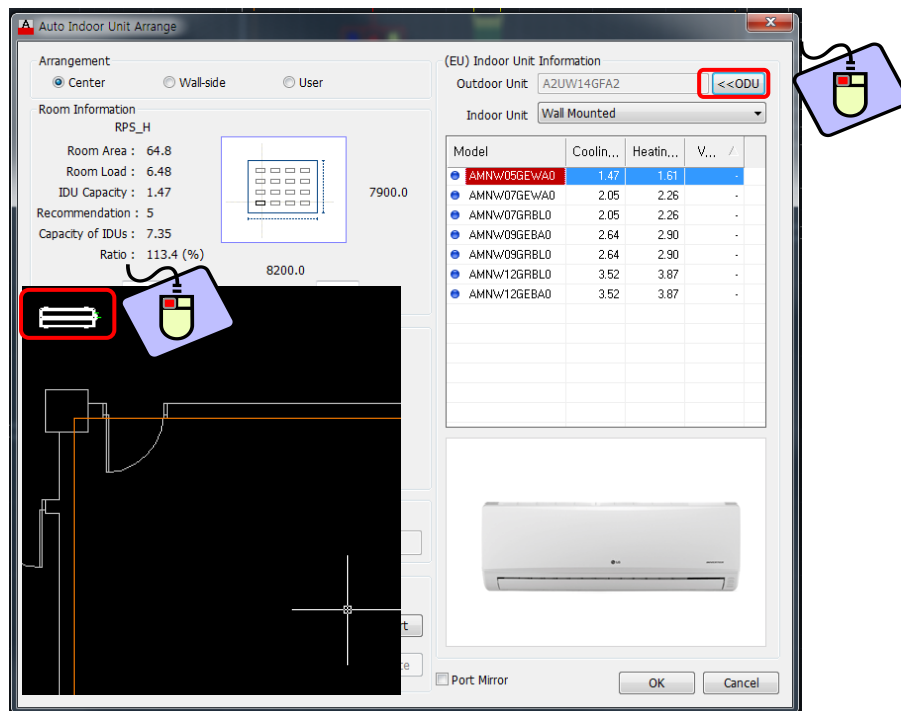 Auto Indoor Unit Arrange
Arrangement
Center Wall-side User
Room Information
RPS_H
Room Area : 64.8
Room Load : 6.48
IDU Capacity : 1.47
Recommendation : 5
Capacity of IDUs : 7.35
Ratio : 113.4 (%)
7900.0
8200.0
(EU) Indoor Unit Information
Outdoor Unit A2UW14GFA2 <<ODU
Indoor Unit Wall Mounted
Model Coolin... Heatin... V...
AMNW05GEWA0 1.47 1.61 -
AMNW07GEWA0 2.05 2.26 -
AMNW07GRBL0 2.05 2.26 -
AMNW09GEBA0 2.64 2.90 -
AMNW09GRBL0 2.64 2.90 -
AMNW12GRBL0 3.52 3.87 -
AMNW12GEBA0 3.52 3.87 -
LG
t
te
Port Mirror
OK Cancel